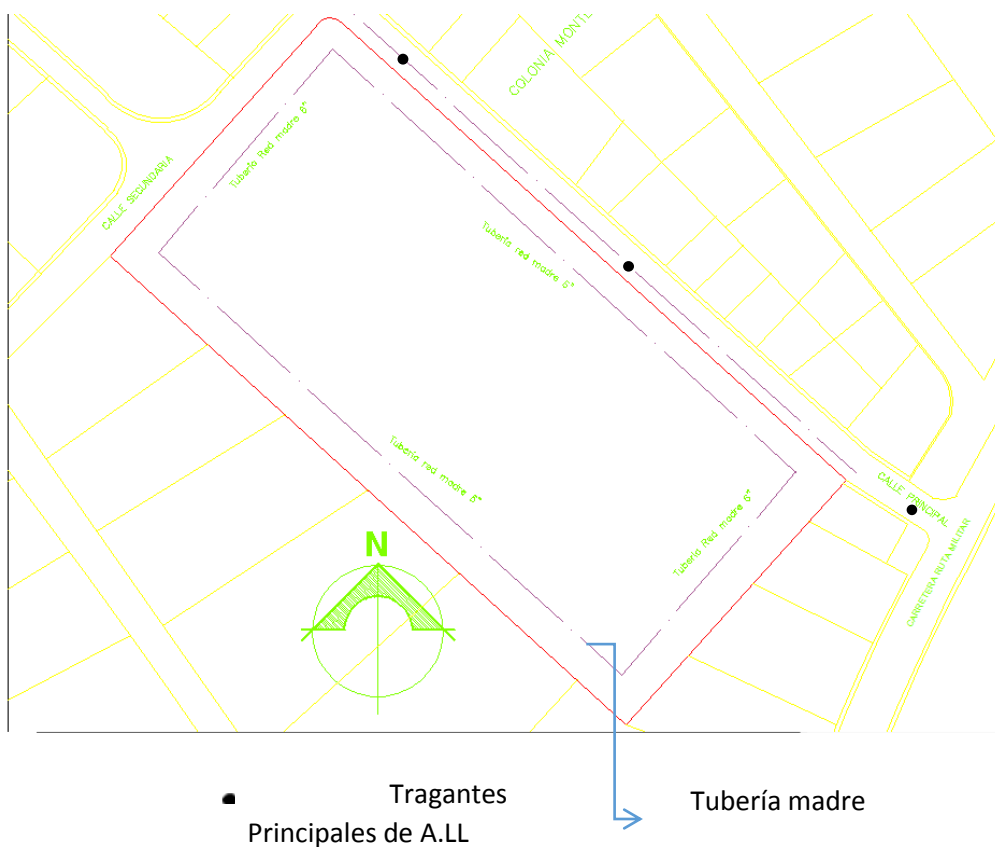 COLONIA MONTE
CALLE SECUNDARIA
Tubería Red madre 6"
Tubería red madre 6"
Tubería red madre 6"
Tubería Red madre 6"
CALLE PRINCIPAL
CARRETERA RUTA MILITAR
N
Tragantes
Principales de A.LL
Tubería madre